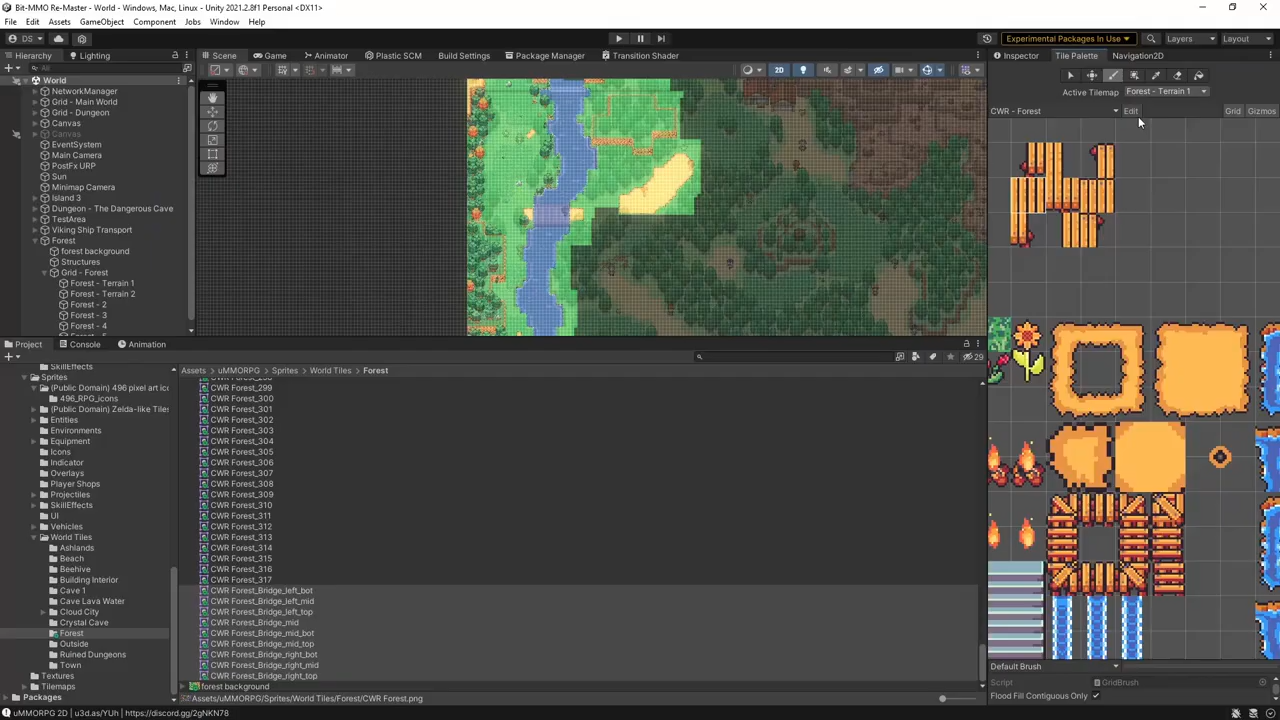 Bit-MMO Re-Master - World - Windows, Mac, Linux - Unity 2021.2.8f1 Personal <DX11>
File Edit Assets GameObject Component Jobs Window Help
DS Experimental Packages In Use Layers Layout
Hierarchy Lighting Scene Game Animator Plastic SCM Build Settings Package Manager Transition Shader Inspector Tile Palette Navigation2D
All 2D
World
NetworkManager
Grid - Main World
Grid - Dungeon
Canvas
Canvas
EventSystem
Main Camera
PostFx URP
Sun
Minimap Camera
Island 3
Dungeon - The Dangerous Cave
TestArea
Viking Ship Transport
Forest
forest background
Structures
Grid - Forest
Forest - Terrain 1
Forest - Terrain 2
Forest - 2
Forest - 3
Forest - 4
Active Tilemap Forest - Terrain 1
CWR - Forest Edit Grid Gizmos
Project Console Animation
29
SkillEffects
Sprites
(Public Domain) 496 pixel art ic
496_RPG_icons
(Public Domain) Zelda-like Tiles
Entities
Environments
Equipment
Icons
Indicator
Overlays
Player Shops
Projectiles
SkillEffects
UI
Vehicles
World Tiles
Ashlands
Beach
Beehive
Building Interior
Cave 1
Cave Lava Water
Cloud City
Crystal Cave
Forest
Outside
Ruined Dungeons
Town
Textures
Tilemaps
Packages
Assets > uMMORPG > Sprites > World Tiles > Forest
CWR Forest_299
CWR Forest_300
CWR Forest_301
CWR Forest_302
CWR Forest_303
CWR Forest_304
CWR Forest_305
CWR Forest_306
CWR Forest_307
CWR Forest_308
CWR Forest_309
CWR Forest_310
CWR Forest_311
CWR Forest_312
CWR Forest_313
CWR Forest_314
CWR Forest_315
CWR Forest_316
CWR Forest_317
CWR Forest_Bridge_left_bot
CWR Forest_Bridge_left_mid
CWR Forest_Bridge_left_top
CWR Forest_Bridge_mid
CWR Forest_Bridge_mid_bot
CWR Forest_Bridge_mid_top
CWR Forest_Bridge_right_bot
CWR Forest_Bridge_right_mid
CWR Forest_Bridge_right_top
forest background
Assets/uMMORPG/Sprites/World Tiles/Forest/CWR Forest.png
Default Brush
Script GridBrush
Flood Fill Contiguous Only
uMMORPG 2D | u3d.as/YUh | https://discord.gg/2gNKN78